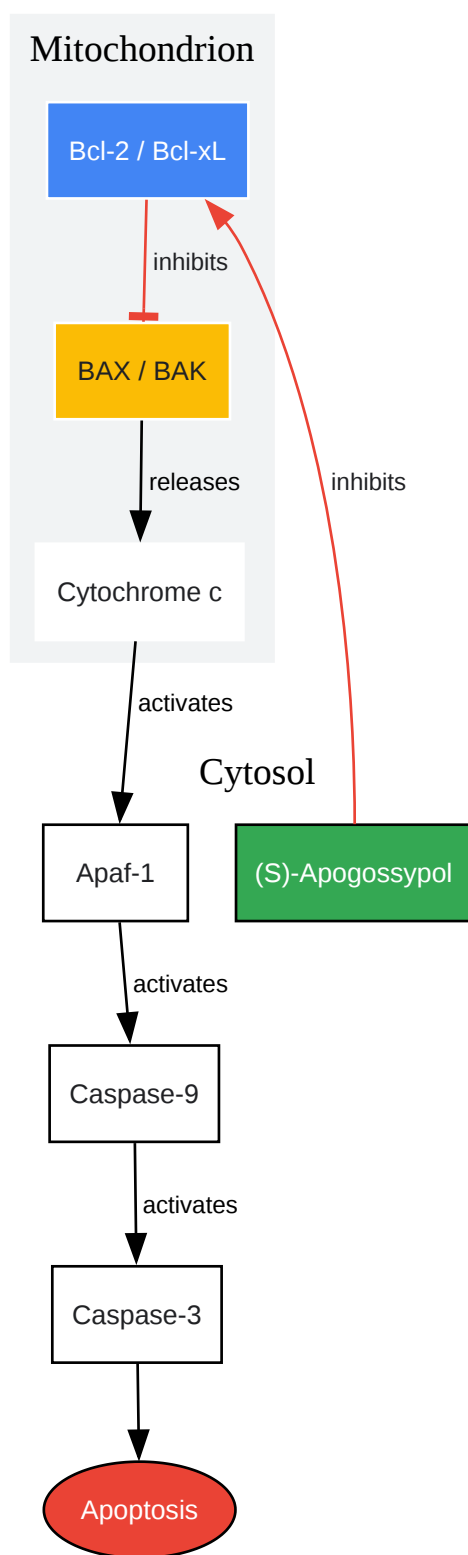 Mitochondrion
Bcl-2 / Bcl-xL
inhibits
BAX / BAK
releases
inhibits
Cytochrome c
activates
Cytosol
Apaf-1
(S)-Apogossypol
activates
Caspase-9
activates
Caspase-3
Apoptosis